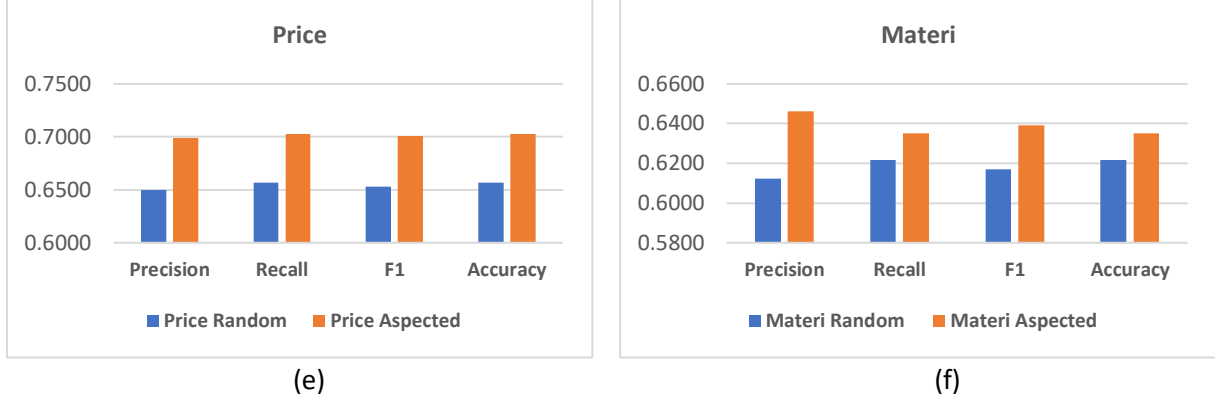 Price
0.7500
0.7000
0.6500
0.6000
Precision Recall F1 Accuracy
Price Random Price Aspected
(e)
Materi
0.6600
0.6400
0.6200
0.6000
0.5800
Precision Recall F1 Accuracy
Materi Random Materi Aspected
(f)